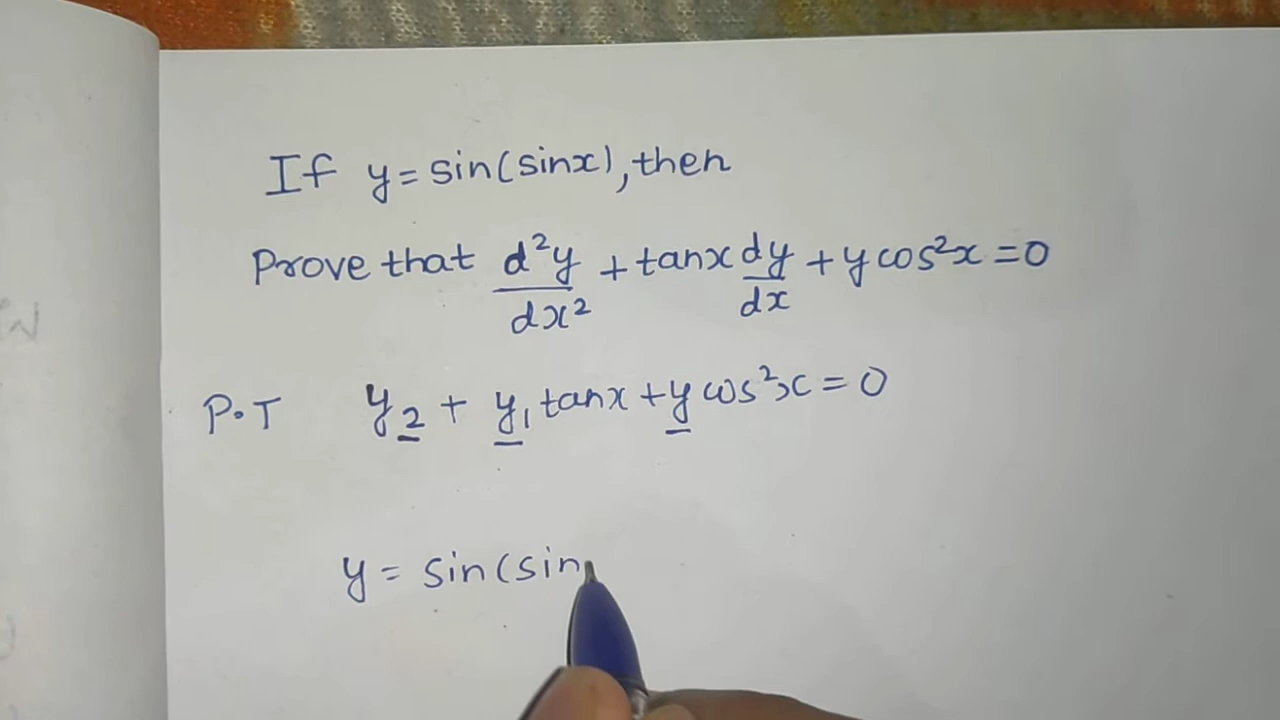 If y = sin(sinx), then
Prove that d²y/dx² + tanx dy/dx + y cos²x = 0
P.T y₂ + y₁ tanx + y cos²x = 0
y = sin(sin